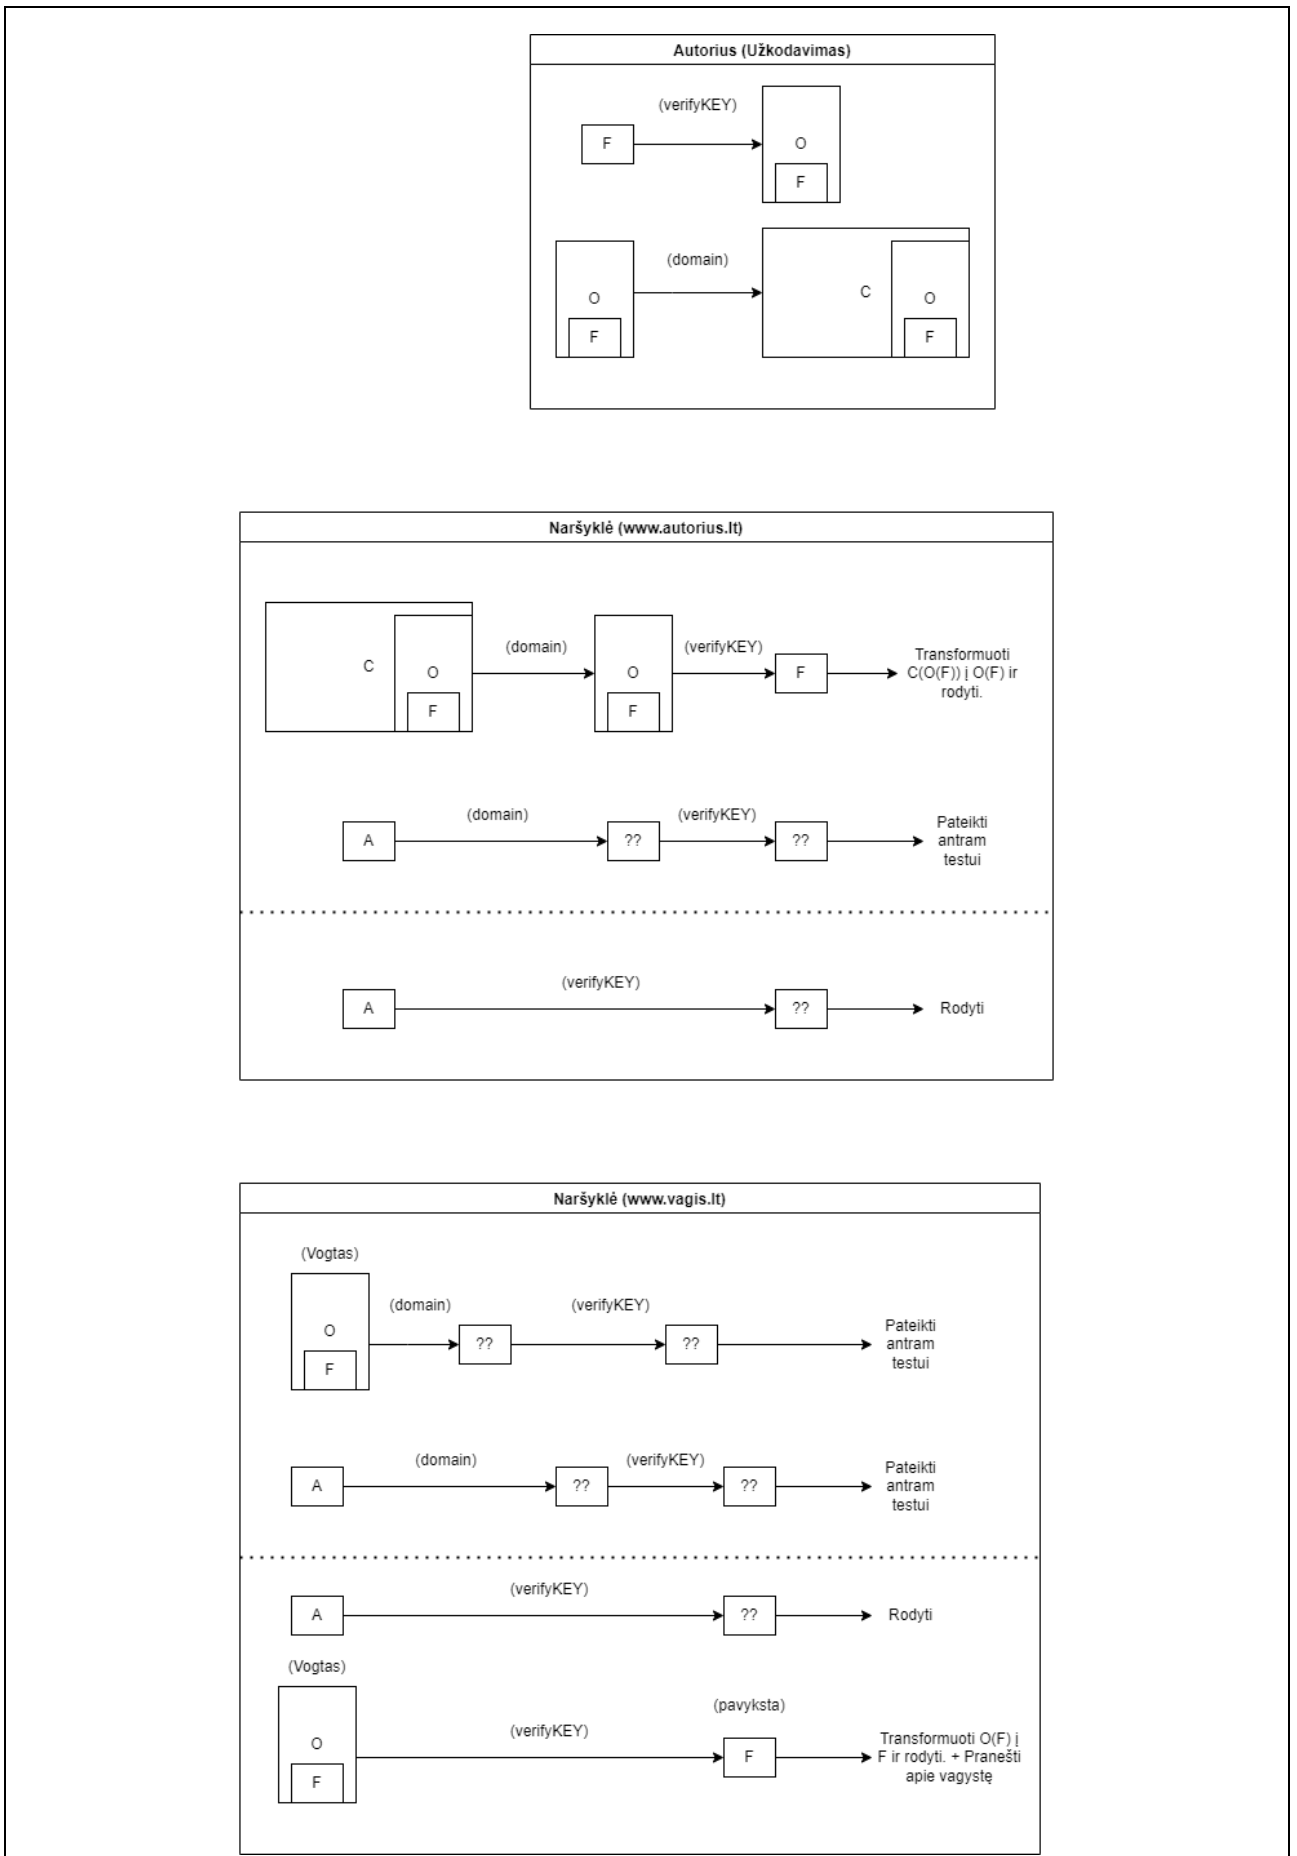 Autorius (Užkodavimas)
(verifyKEY)
F
O
F
(domain)
O
F
C
O
F
Naršyklė (www.autorius.lt)
C
O
F
(domain)
O
F
(verifyKEY)
F
Transformuoti
C(O(F)) į O(F) ir
rodyti.
A
(domain)
??
(verifyKEY)
??
Pateikti
antram
testui
A
(verifyKEY)
??
Rodyti
Naršyklė (www.vagis.lt)
(Vogtas)
O
F
(domain)
??
(verifyKEY)
??
Pateikti
antram
testui
A
(domain)
??
(verifyKEY)
??
Pateikti
antram
testui
A
(verifyKEY)
??
Rodyti
(Vogtas)
O
F
(verifyKEY)
(pavyksta)
F
Transformuoti O(F) į
F ir rodyti. + Pranešti
apie vagystę